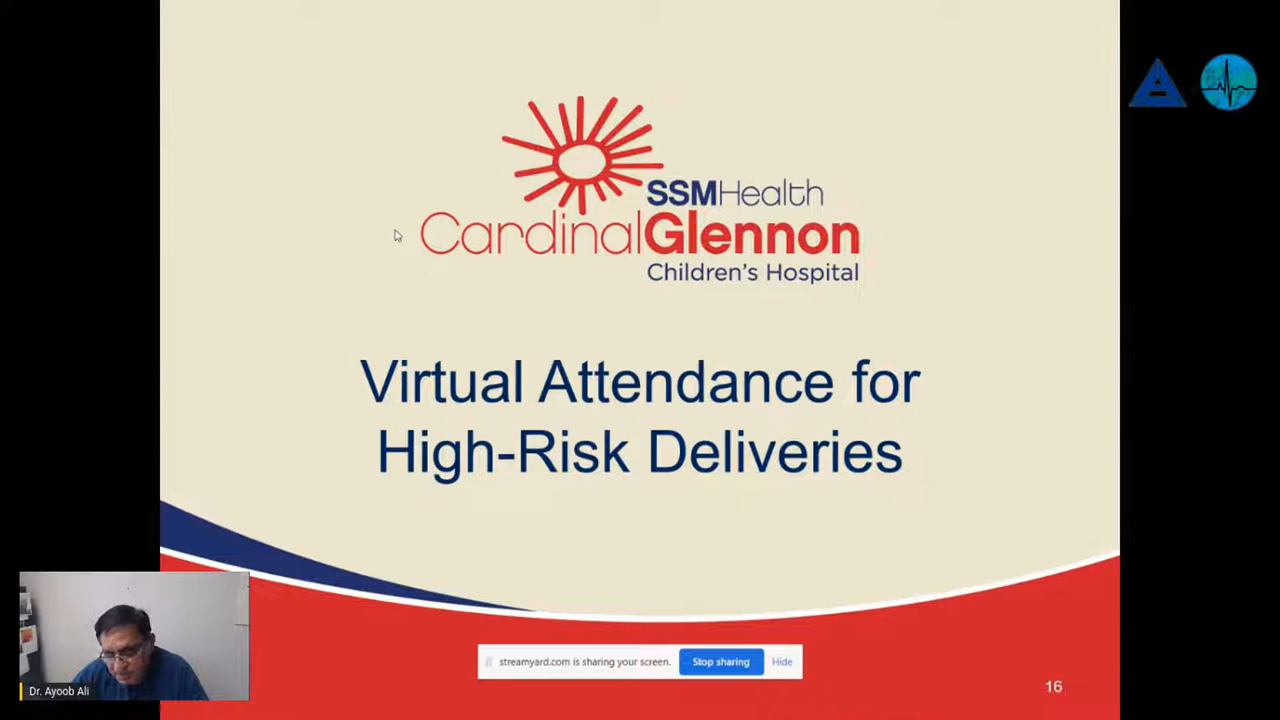 SSMHealth
CardinalGlennon
Children's Hospital
Virtual Attendance for
High-Risk Deliveries
streamyard.com is sharing your screen.
Stop sharing
Hide
Dr. Ayoob Ali
16